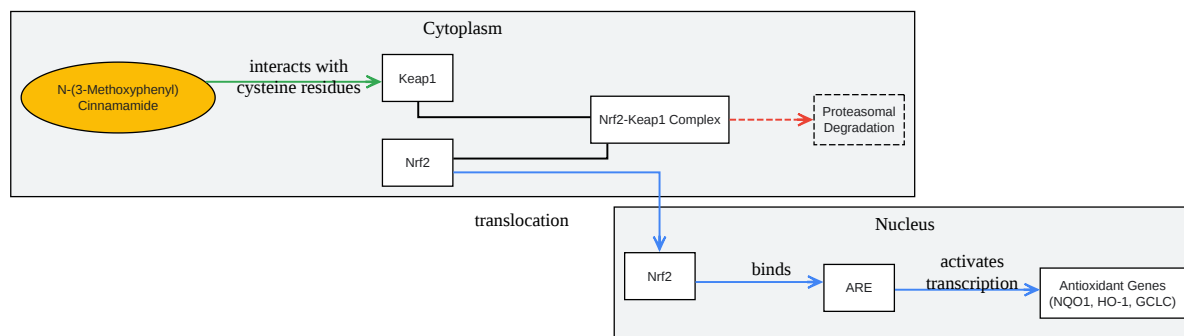 Cytoplasm
N-(3-Methoxyphenyl)
Cinnamamide
interacts with
cysteine residues
Keap1
Nrf2-Keap1 Complex
Proteasomal
Degradation
Nrf2
translocation
Nucleus
Nrf2
binds
ARE
activates
transcription
Antioxidant Genes
(NQO1, HO-1, GCLC)